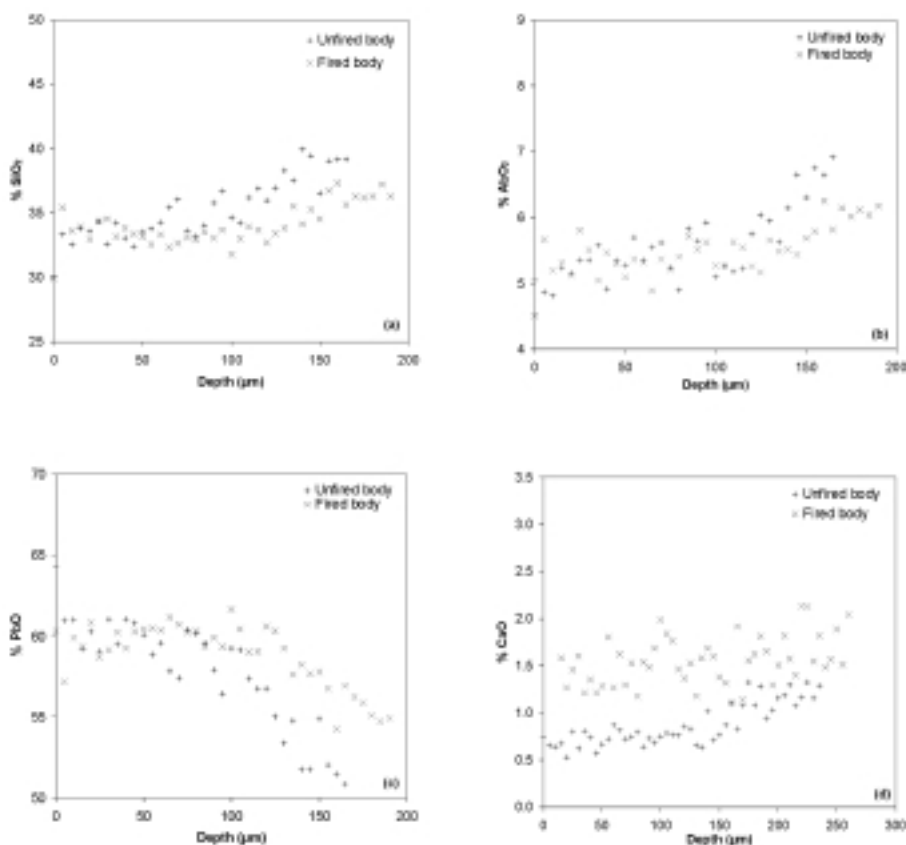 50
45
40
35
30
25
% SiO₂
+ Unfired body
× Fired body
(a)
0
50
100
150
200
Depth (µm)
9
8
7
6
5
4
% Al₂O₃
+ Unfired body
× Fired body
(b)
0
50
100
150
200
Depth (µm)
70
65
60
55
50
% PbO
+ Unfired body
× Fired body
(c)
0
50
100
150
200
Depth (µm)
3.5
3.0
2.5
2.0
1.5
1.0
0.5
0.0
% CaO
+ Unfired body
× Fired body
(d)
0
50
100
150
200
250
300
Depth (µm)